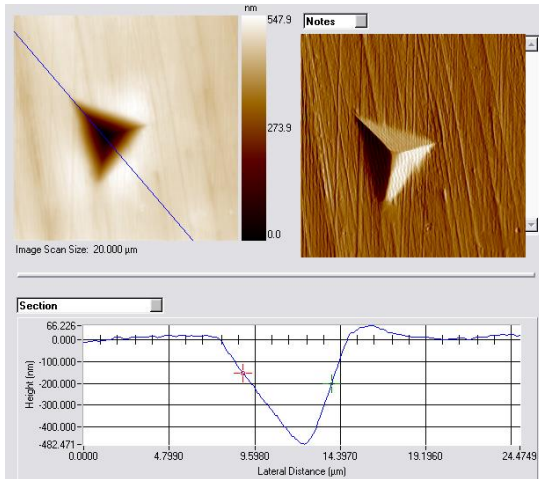 nm
547.9
273.9
0.0
Notes
Image Scan Size: 20.000 µm
Section
66.226
0.000
-100.000
-200.000
-300.000
-400.000
-482.471
Height (nm)
0.0000 4.7990 9.5980 14.3970 19.1960 24.4749
Lateral Distance (µm)